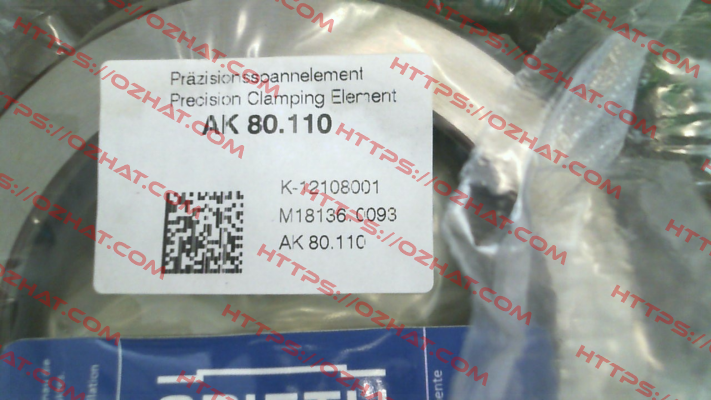 Präzisionsspannelement
Precision Clamping Element
AK 80.110
K-12108001
M18136-0093
AK 80.110
HTTPS://OZHAT.COM